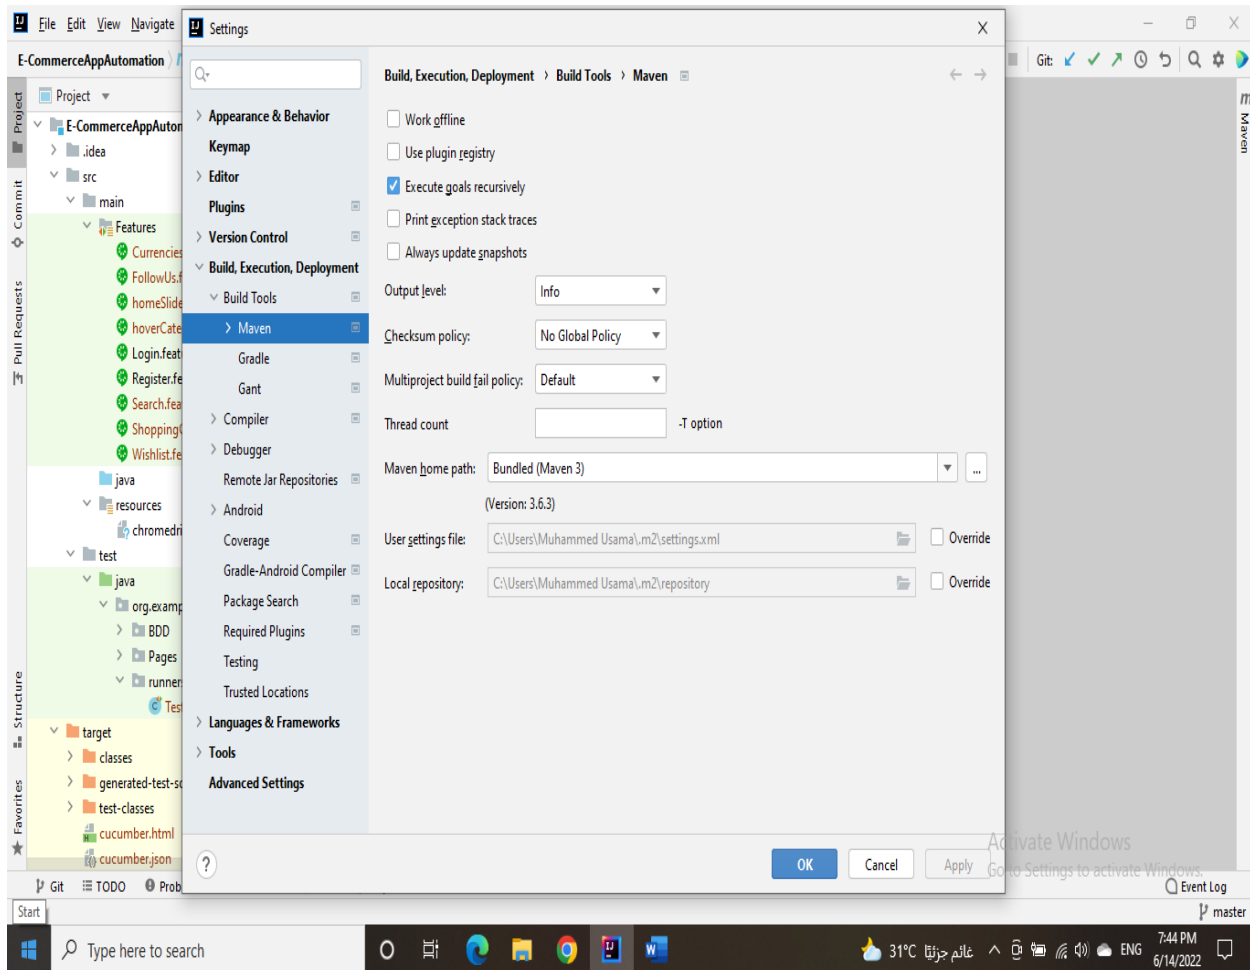 File Edit View Navigate
Settings
E-CommerceAppAutomation
Git:
Project
E-CommerceAppAuton
.idea
src
main
Features
Currencies
FollowUs.f
homeSlide
hoverCate
Login.feat
Register.fe
Search.fea
Shopping
Wishlist.fe
java
resources
chromedri
test
java
org.examp
BDD
Pages
runner
Tes
target
classes
generated-test-so
test-classes
cucumber.html
cucumber.json
Project
Commit
Pull Requests
Structure
Favorites
Appearance & Behavior
Keymap
Editor
Plugins
Version Control
Build, Execution, Deployment
Build Tools
Maven
Gradle
Gant
Compiler
Debugger
Remote Jar Repositories
Android
Coverage
Gradle-Android Compiler
Package Search
Required Plugins
Testing
Trusted Locations
Languages & Frameworks
Tools
Advanced Settings
Build, Execution, Deployment > Build Tools > Maven
Work offline
Use plugin registry
Execute goals recursively
Print exception stack traces
Always update snapshots
Output level: Info
Checksum policy: No Global Policy
Multiproject build fail policy: Default
Thread count -T option
Maven home path: Bundled (Maven 3) ...
(Version: 3.6.3)
User settings file: C:\Users\Muhammed Usama\.m2\settings.xml Override
Local repository: C:\Users\Muhammed Usama\.m2\repository Override
? OK Cancel Apply
Maven
Activate Windows
Go to Settings to activate Windows.
Git TODO Prob Event Log
Start master
Type here to search 31°C غائم جزئيًا ENG 7:44 PM
6/14/2022